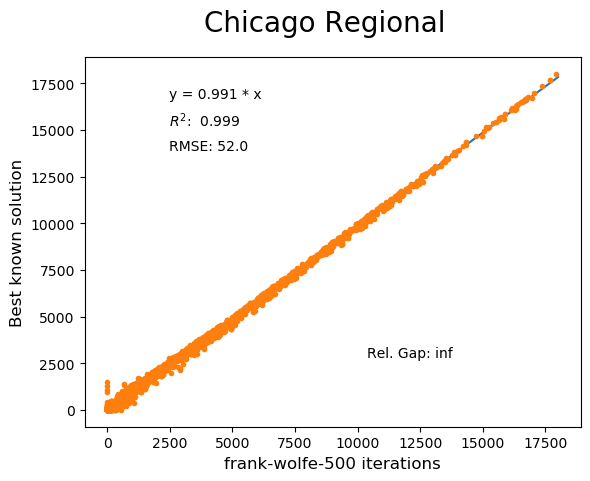 Chicago Regional
y = 0.991 * x
R²: 0.999
RMSE: 52.0
Rel. Gap: inf
Best known solution
17500
15000
12500
10000
7500
5000
2500
0
0 2500 5000 7500 10000 12500 15000 17500
frank-wolfe-500 iterations